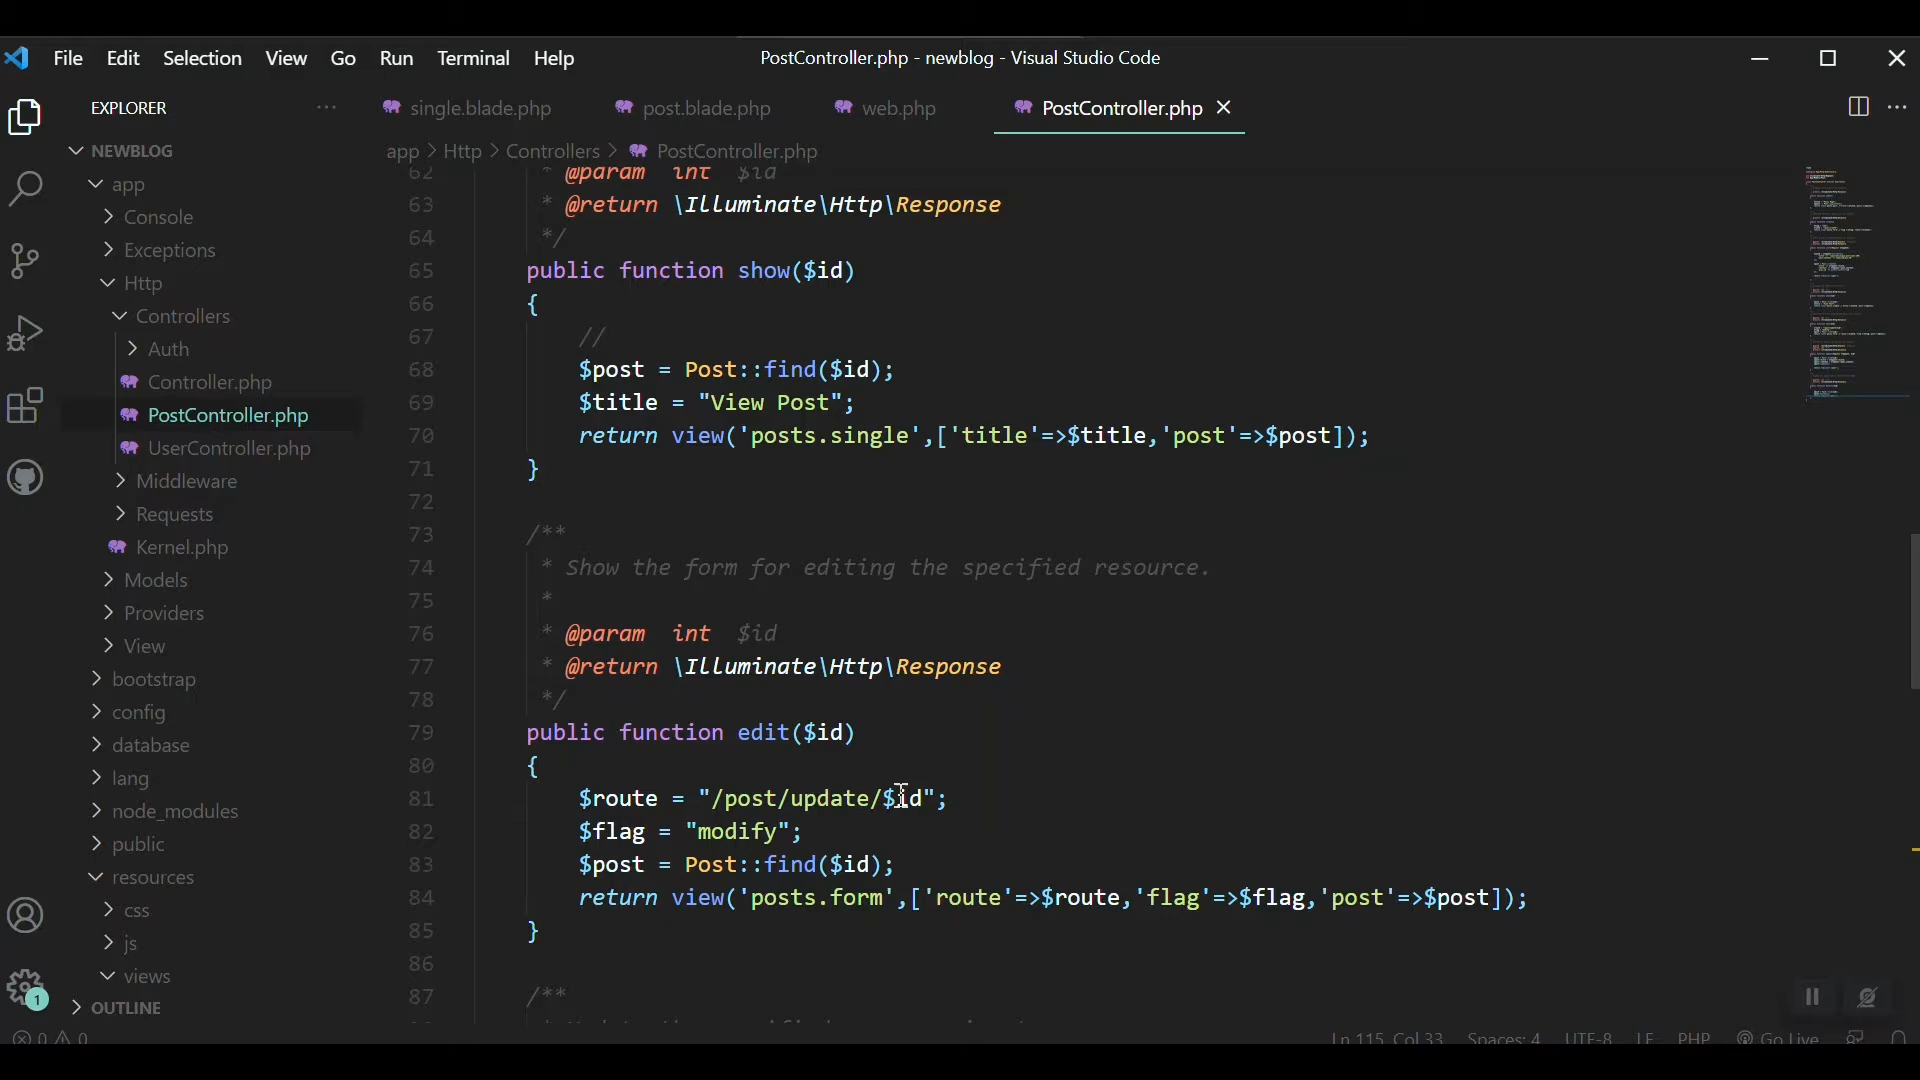 File Edit Selection View Go Run Terminal Help
PostController.php - newblog - Visual Studio Code
EXPLORER
single.blade.php post.blade.php web.php PostController.php
NEWBLOG
app > Http > Controllers > PostController.php
app
Console
Exceptions
Http
Controllers
Auth
Controller.php
PostController.php
UserController.php
Middleware
Requests
Kernel.php
Models
Providers
View
bootstrap
config
database
lang
node_modules
public
resources
css
js
views
OUTLINE
62 * @param int $id
63 * @return \Illuminate\Http\Response
64 */
65 public function show($id)
66 {
67 //
68 $post = Post::find($id);
69 $title = "View Post";
70 return view('posts.single',['title'=>$title,'post'=>$post]);
71 }
72
73 /**
74 * Show the form for editing the specified resource.
75 *
76 * @param int $id
77 * @return \Illuminate\Http\Response
78 */
79 public function edit($id)
80 {
81 $route = "/post/update/$id";
82 $flag = "modify";
83 $post = Post::find($id);
84 return view('posts.form',['route'=>$route,'flag'=>$flag,'post'=>$post]);
85 }
86
87 /**
1
0 0 Ln 115, Col 33 Spaces: 4 UTF-8 LF PHP Go Live